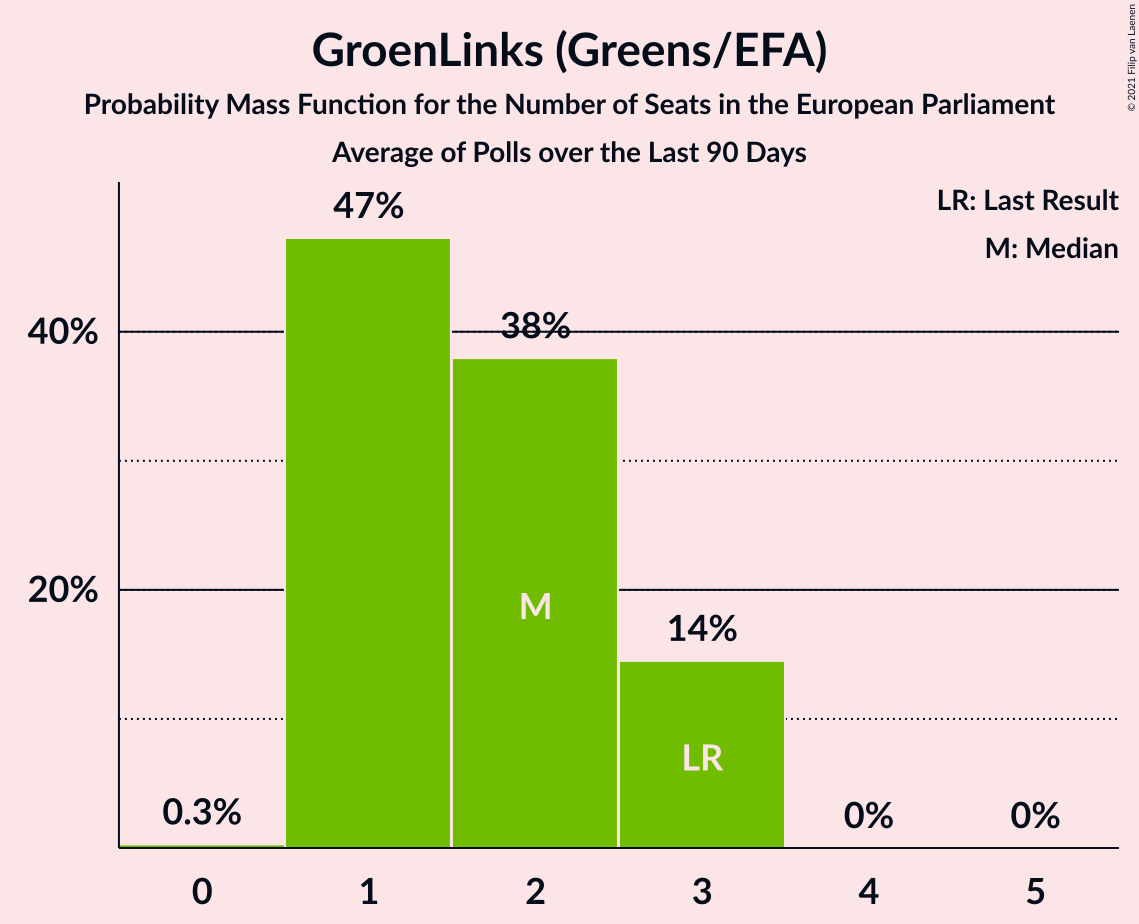 GroenLinks (Greens/EFA)
Probability Mass Function for the Number of Seats in the European Parliament
Average of Polls over the Last 90 Days
© 2021 Filip van Laenen
LR: Last Result
M: Median
47%
38%
40%
20%
M
14%
LR
0.3%
0%
0%
0
1
2
3
4
5